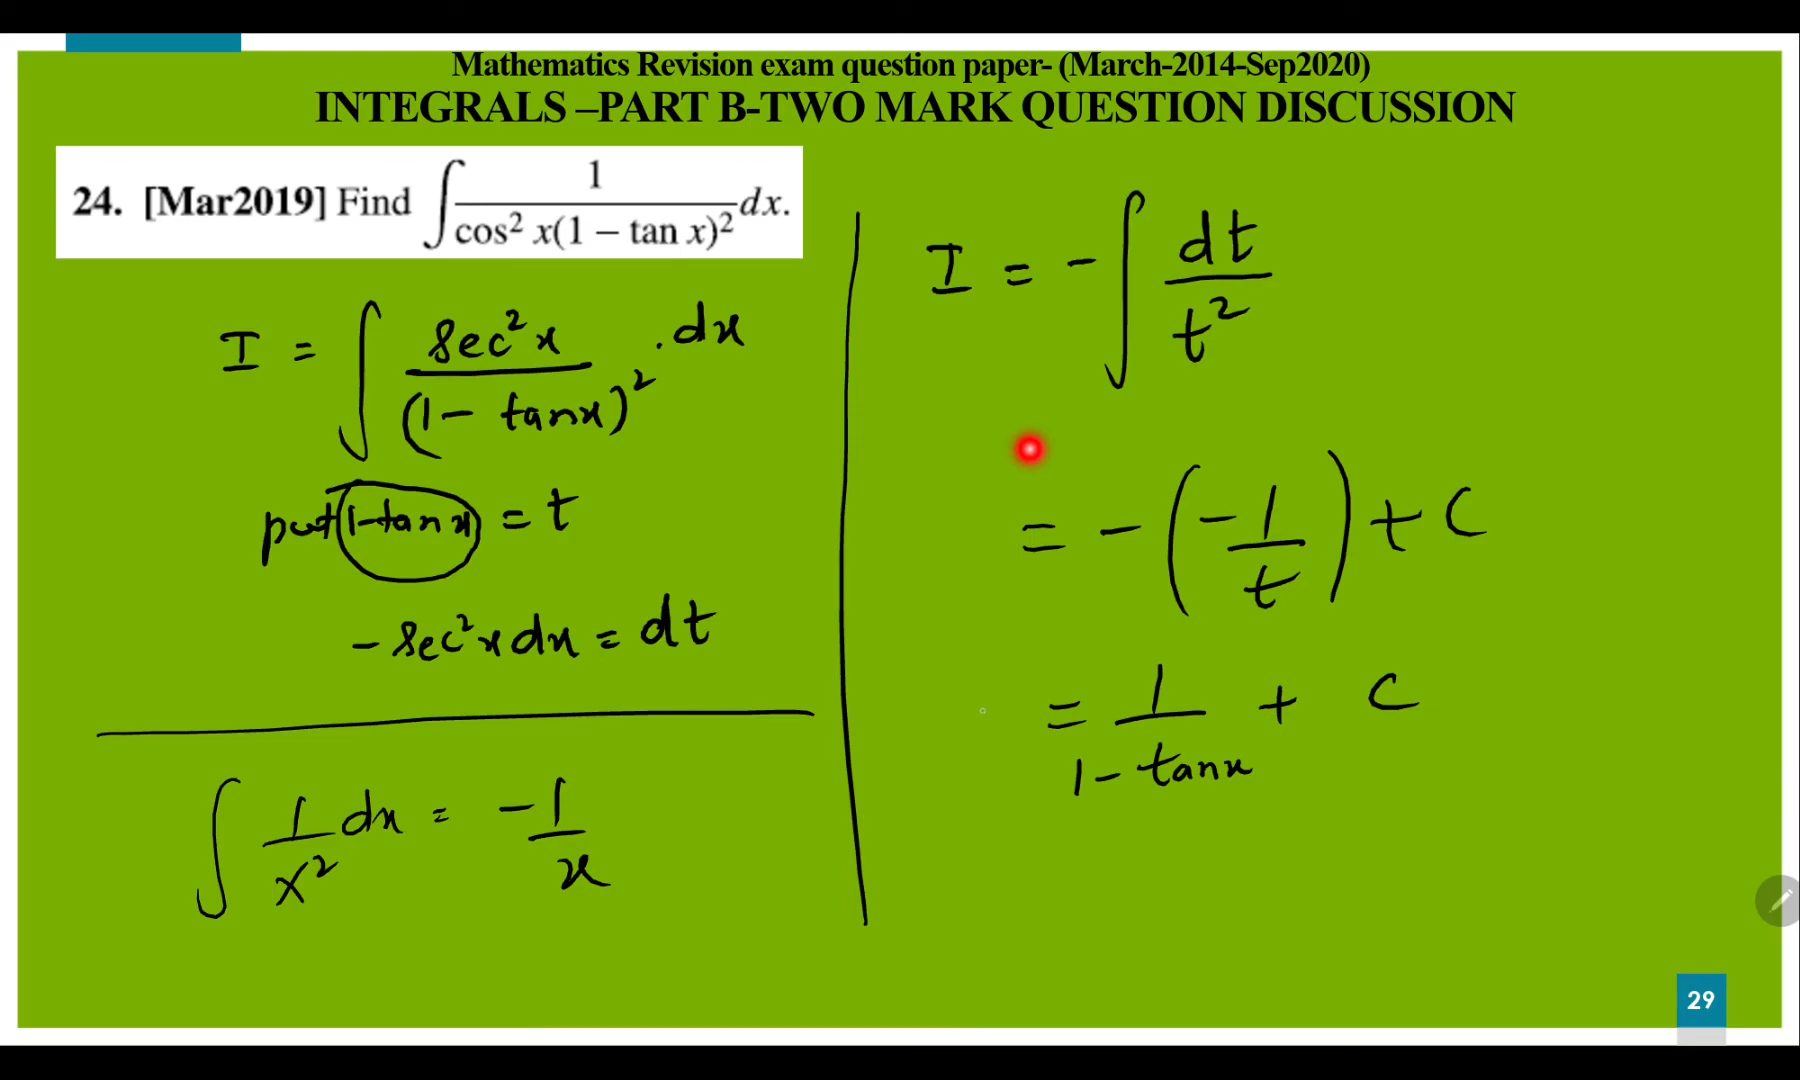 Mathematics Revision exam question paper- (March-2014-Sep2020)
INTEGRALS –PART B-TWO MARK QUESTION DISCUSSION
24. [Mar2019] Find ∫ 1/(cos² x(1 − tan x)²) dx.
I = ∫ sec²x/(1 - tanx)² . dx
put 1-tanx = t
- sec²x dx = dt
∫ 1/x² dx = -1/x
I = - ∫ dt/t²
= - (-1/t) + C
= 1/(1 - tanx) + C
29